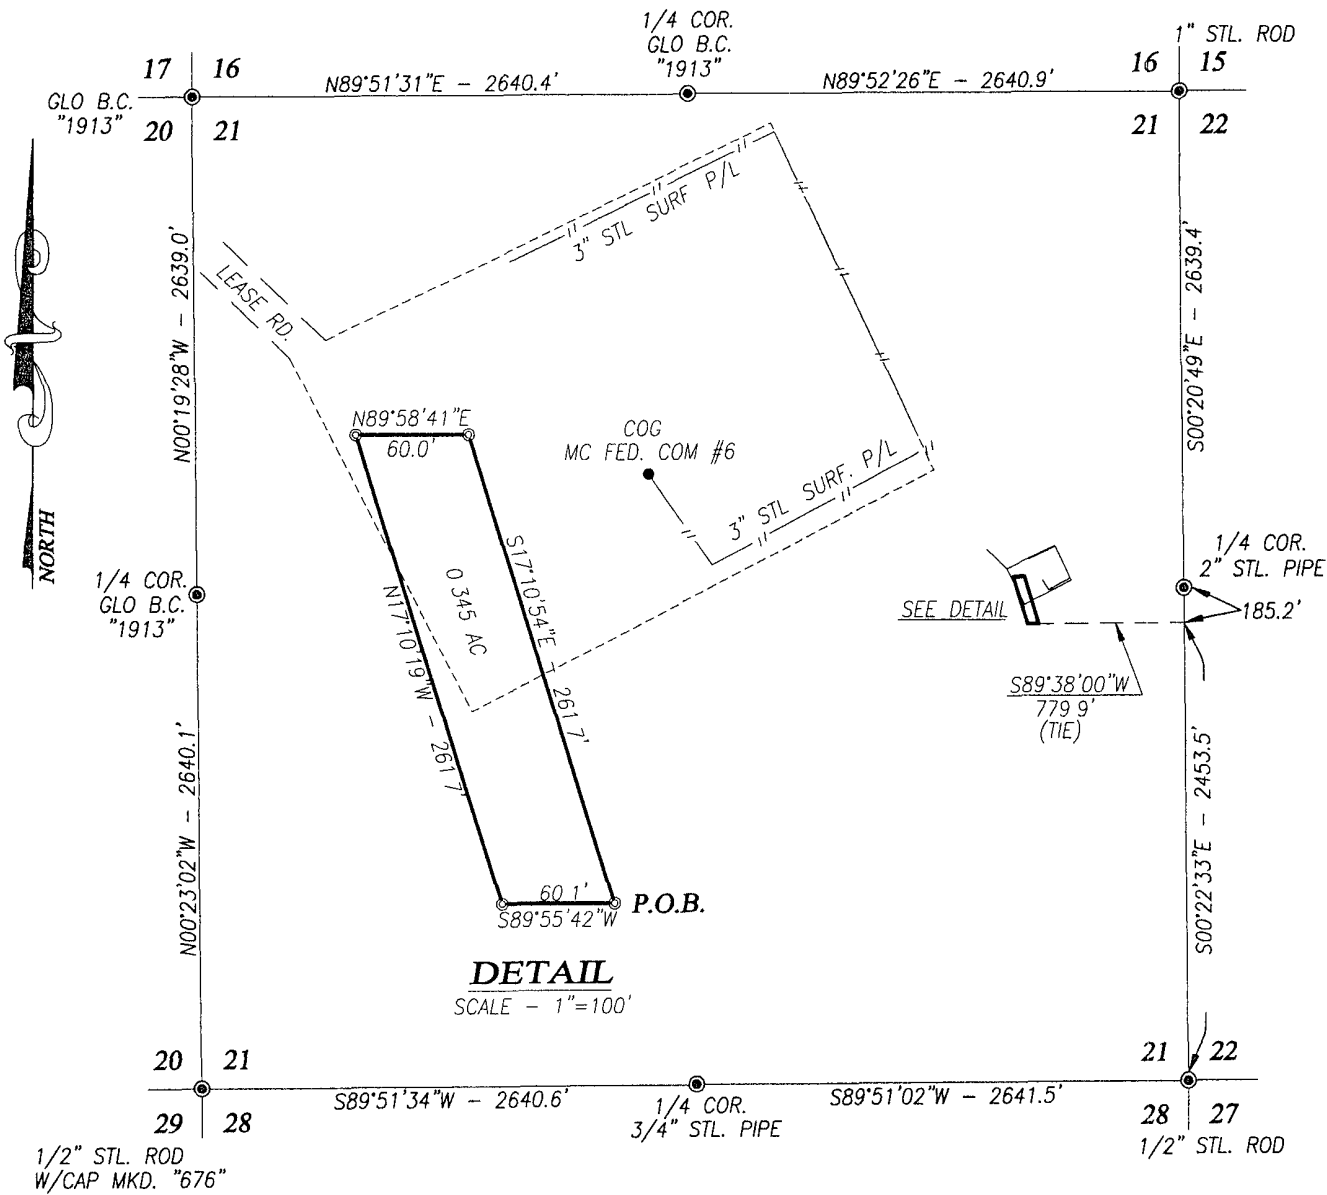 1/4 COR.
GLO B.C.
"1913"
1" STL. ROD
17 16
N89°51'31"E - 2640.4'
N89°52'26"E - 2640.9'
16 15
GLO B.C.
"1913"
20 21
21 22
3" STL SURF P/L
LEASE RD.
N00°19'28"W - 2639.0'
S00°20'49"E - 2639.4'
N89°58'41"E
60.0'
COG
MC FED. COM #6
3" STL SURF. P/L
NORTH
S17°10'54"E - 261 7'
0 345 AC
N17°10'19"W - 261 7'
1/4 COR.
GLO B.C.
"1913"
1/4 COR.
2" STL. PIPE
SEE DETAIL
185.2'
S89°38'00"W
779 9'
(TIE)
N00°23'02"W - 2640.1'
S00°22'33"E - 2453.5'
60 1'
S89°55'42"W
P.O.B.
DETAIL
SCALE - 1"=100'
20 21
21 22
S89°51'34"W - 2640.6'
S89°51'02"W - 2641.5'
29 28
1/4 COR.
3/4" STL. PIPE
28 27
1/2" STL. ROD
W/CAP MKD. "676"
1/2" STL. ROD